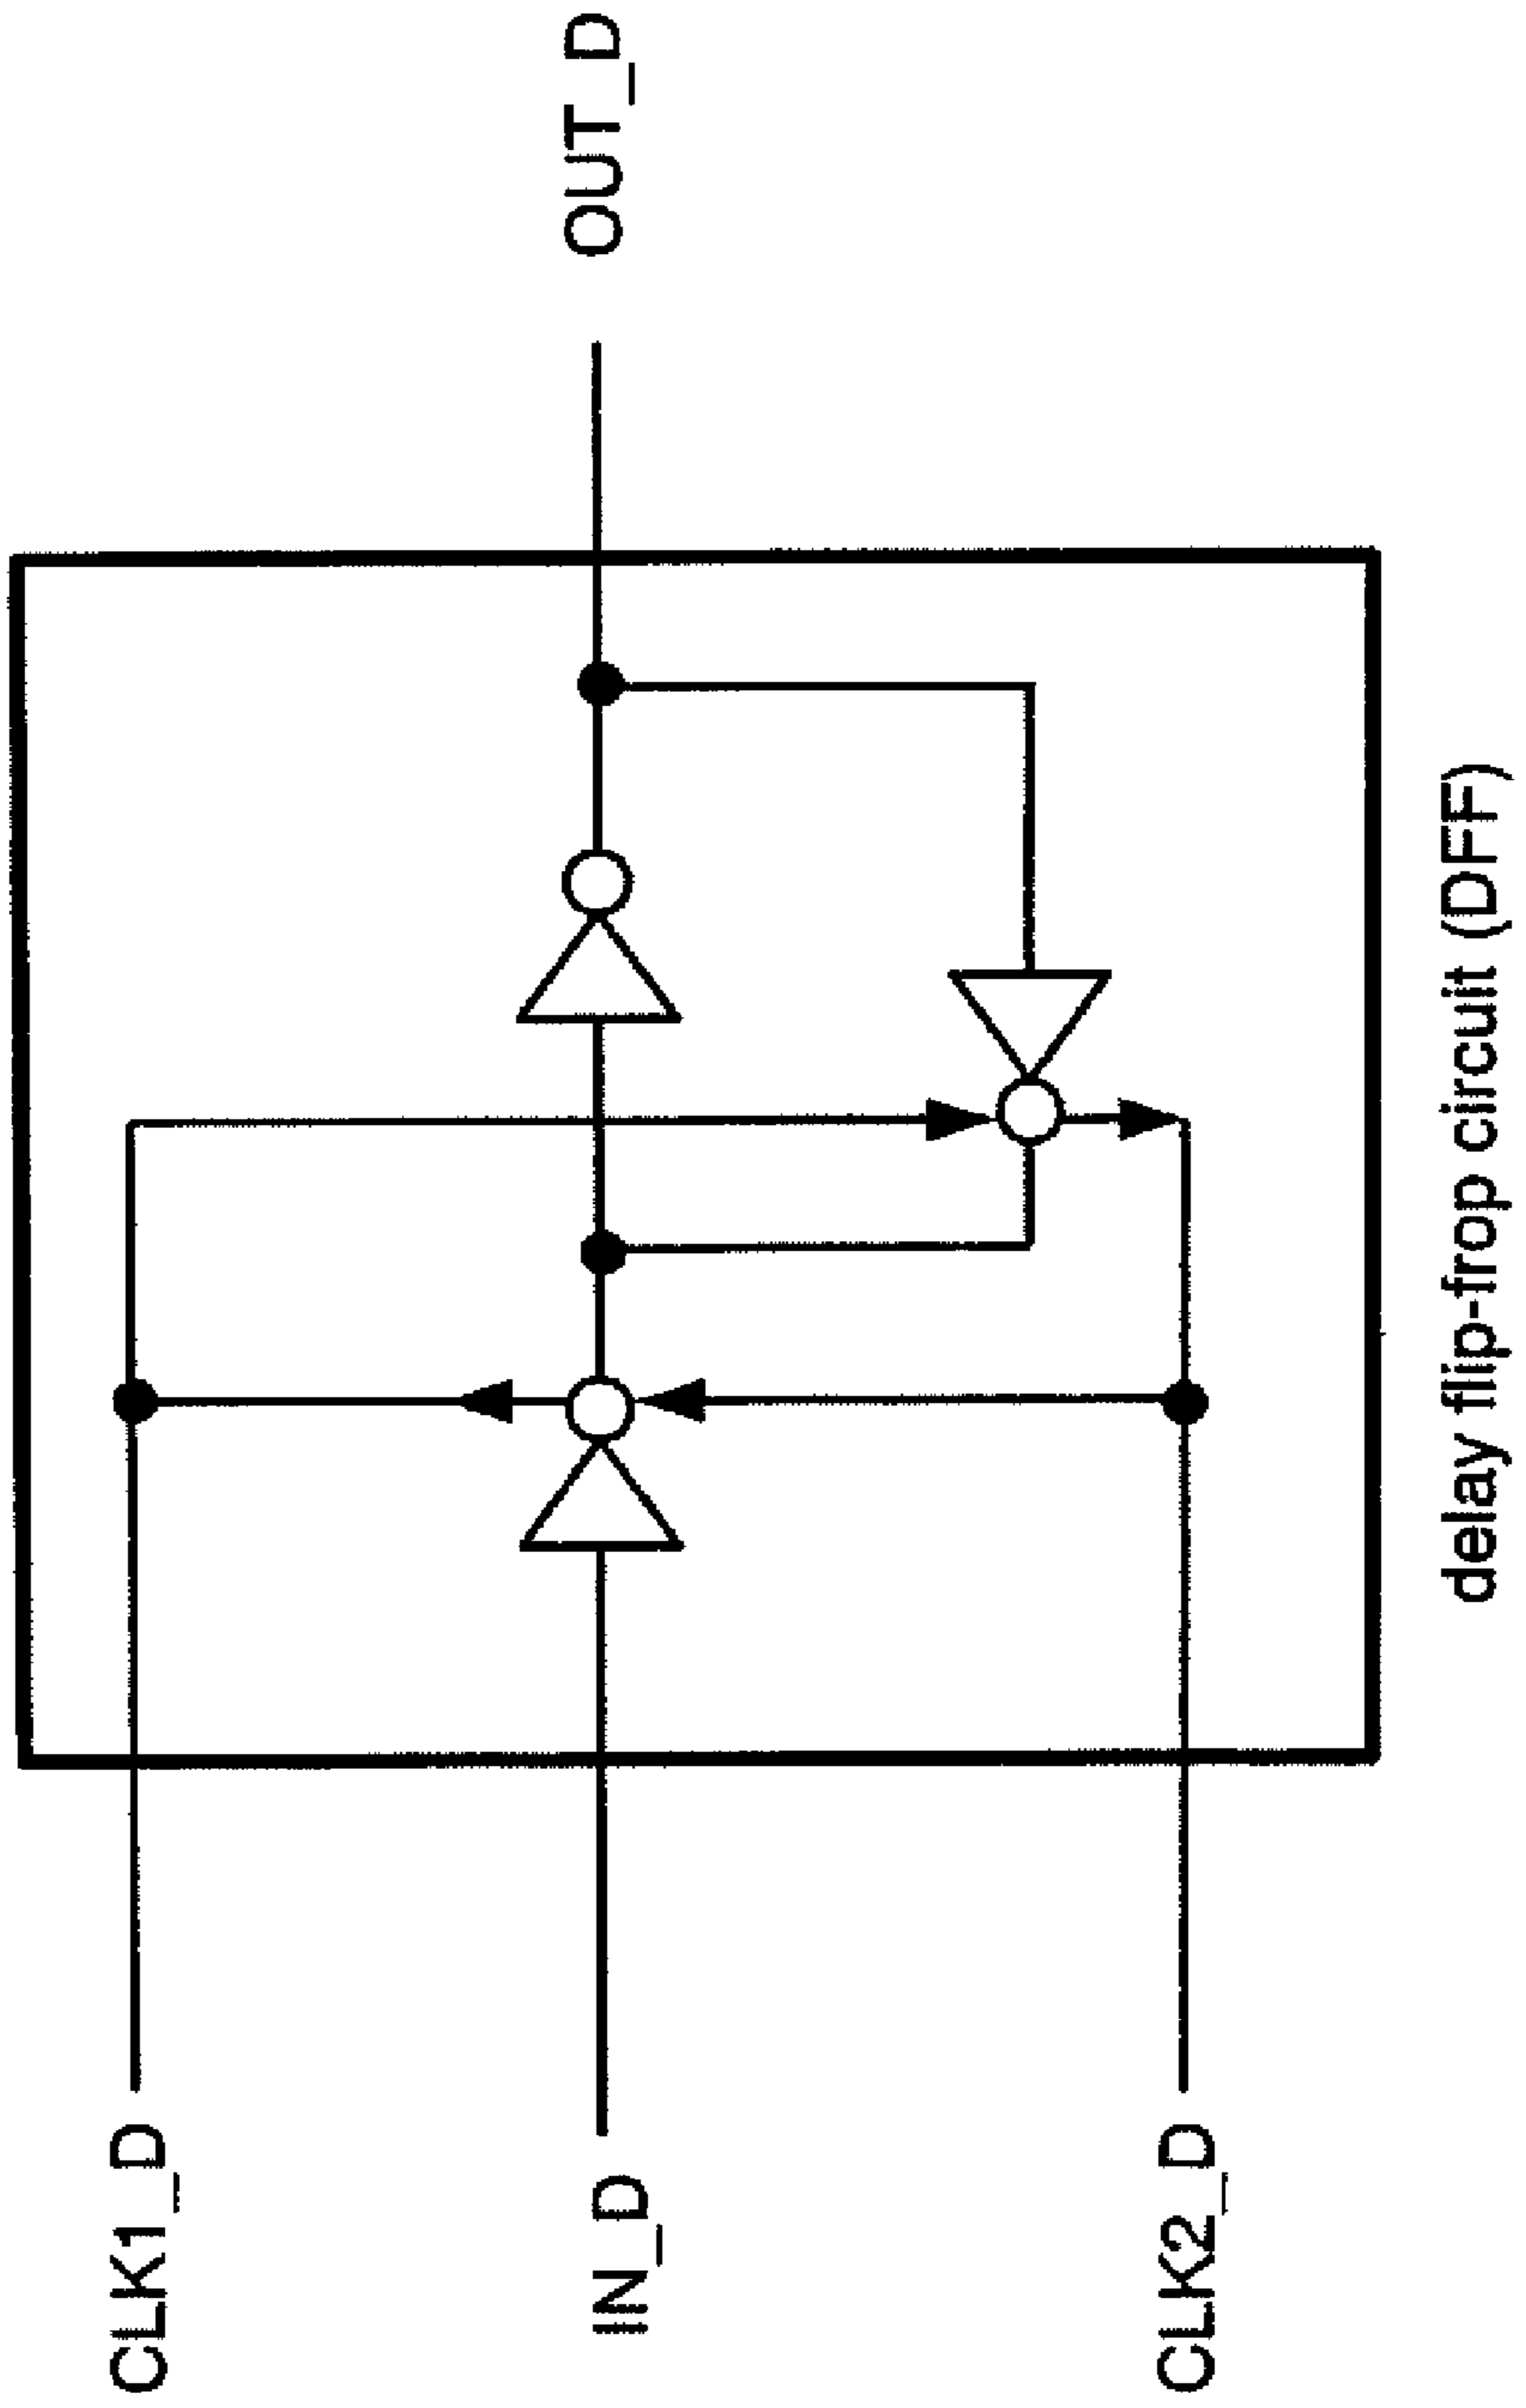 CLK1_D
IN_D
CLK2_D
OUT_D
delay flip-frop circuit (DFF)